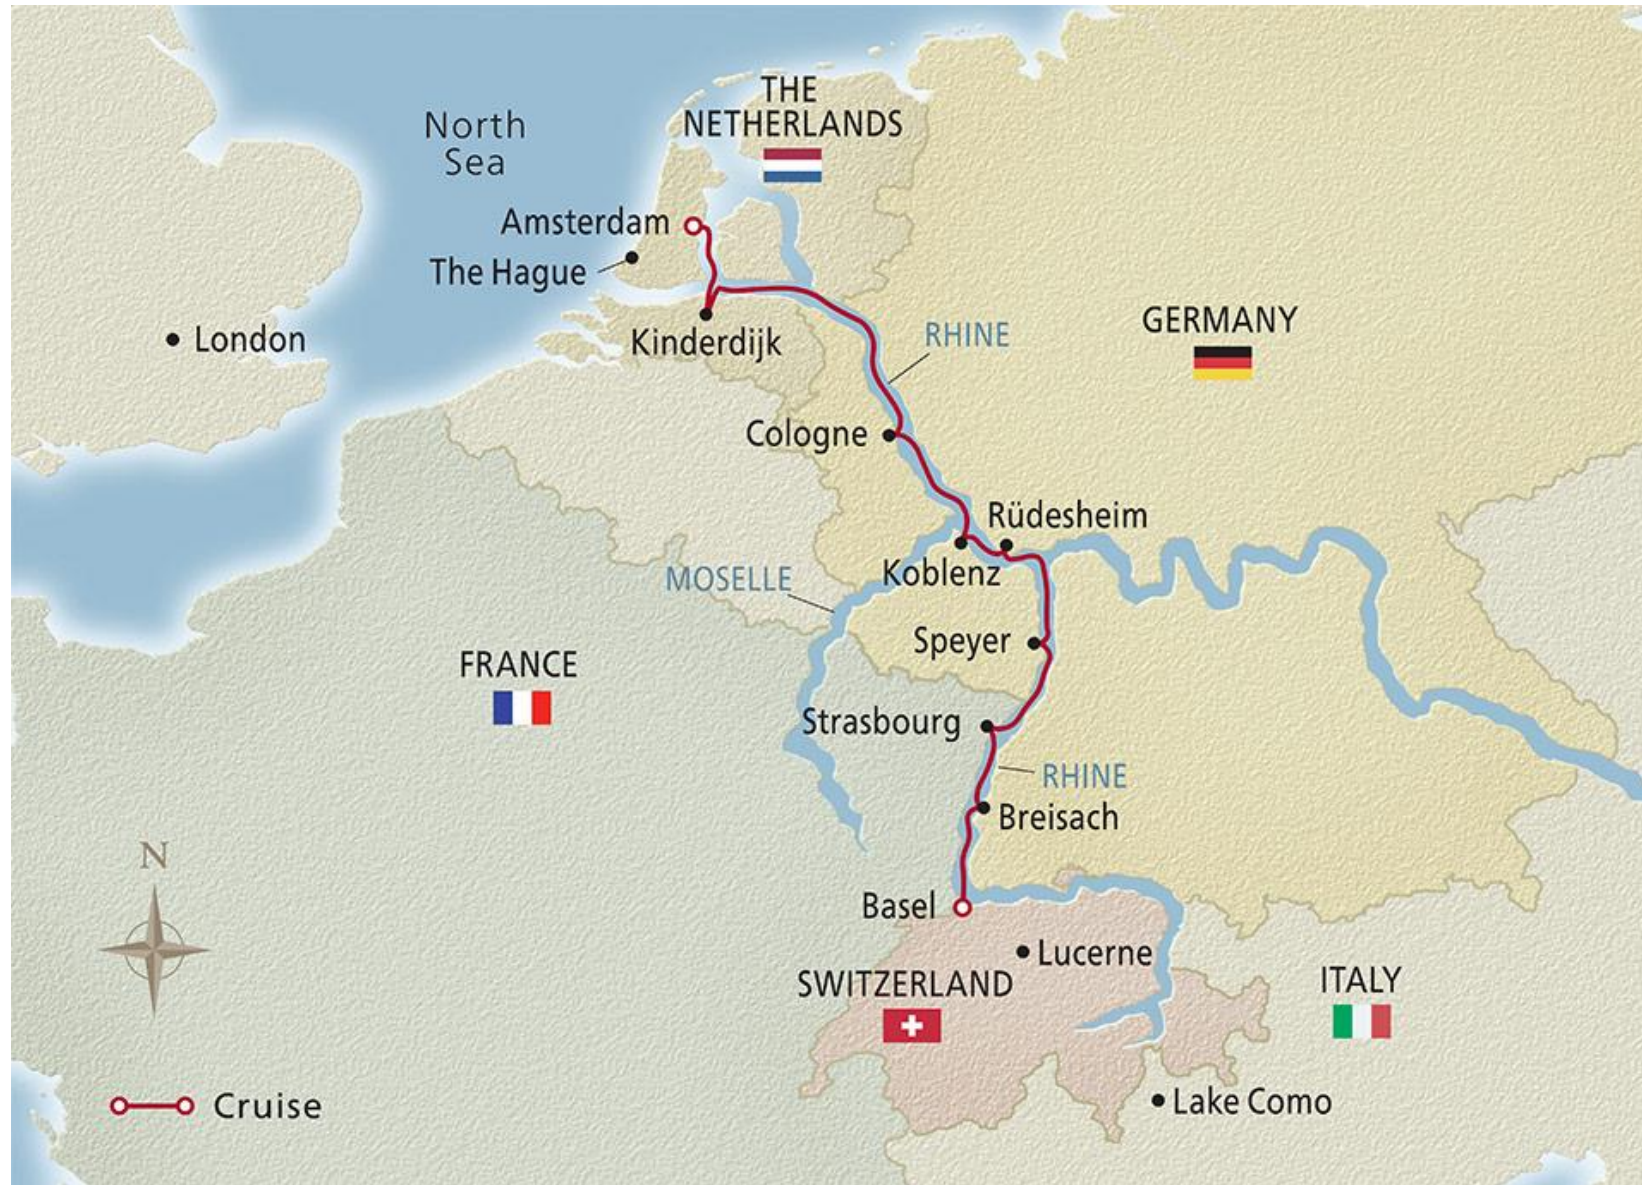 North
Sea
THE
NETHERLANDS
Amsterdam
The Hague
London
Kinderdijk
RHINE
GERMANY
Cologne
Rüdesheim
Koblenz
MOSELLE
Speyer
FRANCE
Strasbourg
RHINE
Breisach
N
Basel
Lucerne
SWITZERLAND
ITALY
Lake Como
Cruise